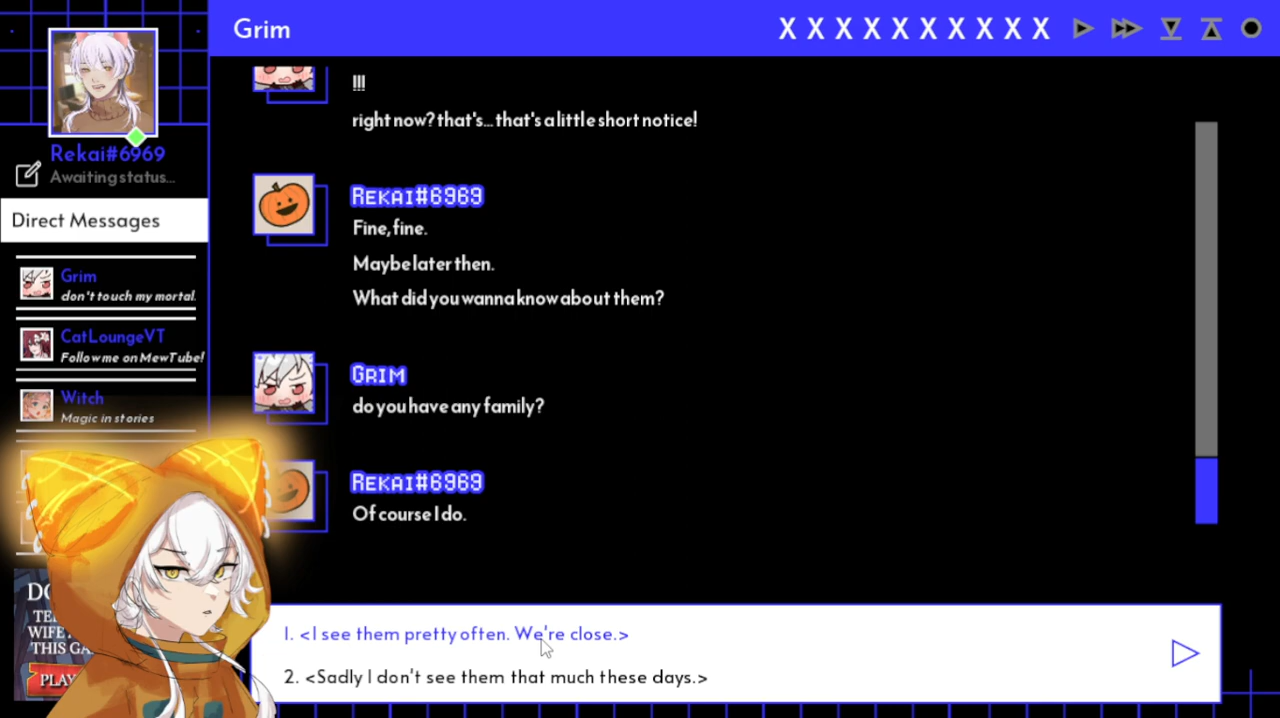 Grim
X X X X X X X X X X
Rekai#6969
Awaiting status...
Direct Messages
Grim
don't touch my mortal.
CatLoungeVT
Follow me on MewTube!
Witch
Magic in stories
!!!
right now? that's... that's a little short notice!
Rekai#6969
Fine, fine.
Maybe later then.
What did you wanna know about them?
Grim
do you have any family?
Rekai#6969
Of course I do.
1. <I see them pretty often. We're close.>
2. <Sadly I don't see them that much these days.>
THIS
PLAY